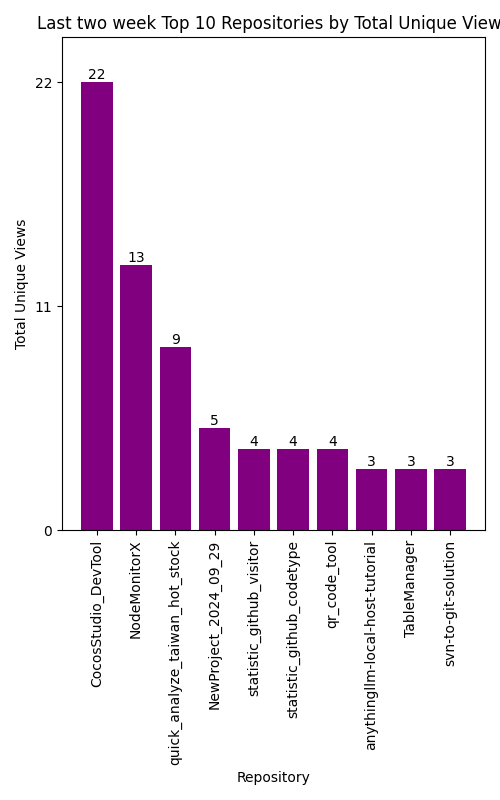 Last two week Top 10 Repositories by Total Unique View
22
13
9
5
4
4
4
3
3
3
22
11
0
Total Unique Views
CocosStudio_DevTool
NodeMonitorX
quick_analyze_taiwan_hot_stock
NewProject_2024_09_29
statistic_github_visitor
statistic_github_codetype
qr_code_tool
anythingllm-local-host-tutorial
TableManager
svn-to-git-solution
Repository